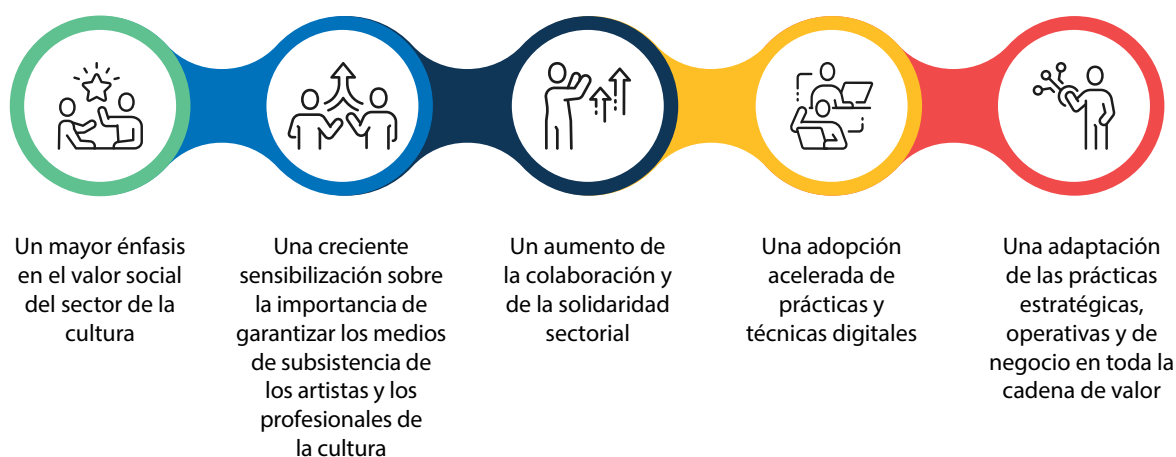 Un mayor énfasis
en el valor social
del sector de la
cultura
Una creciente
sensibilización sobre
la importancia de
garantizar los medios
de subsistencia de
los artistas y los
profesionales de
la cultura
Un aumento de
la colaboración y
de la solidaridad
sectorial
Una adopción
acelerada de
prácticas y
técnicas digitales
Una adaptación
de las prácticas
estratégicas,
operativas y de
negocio en toda la
cadena de valor